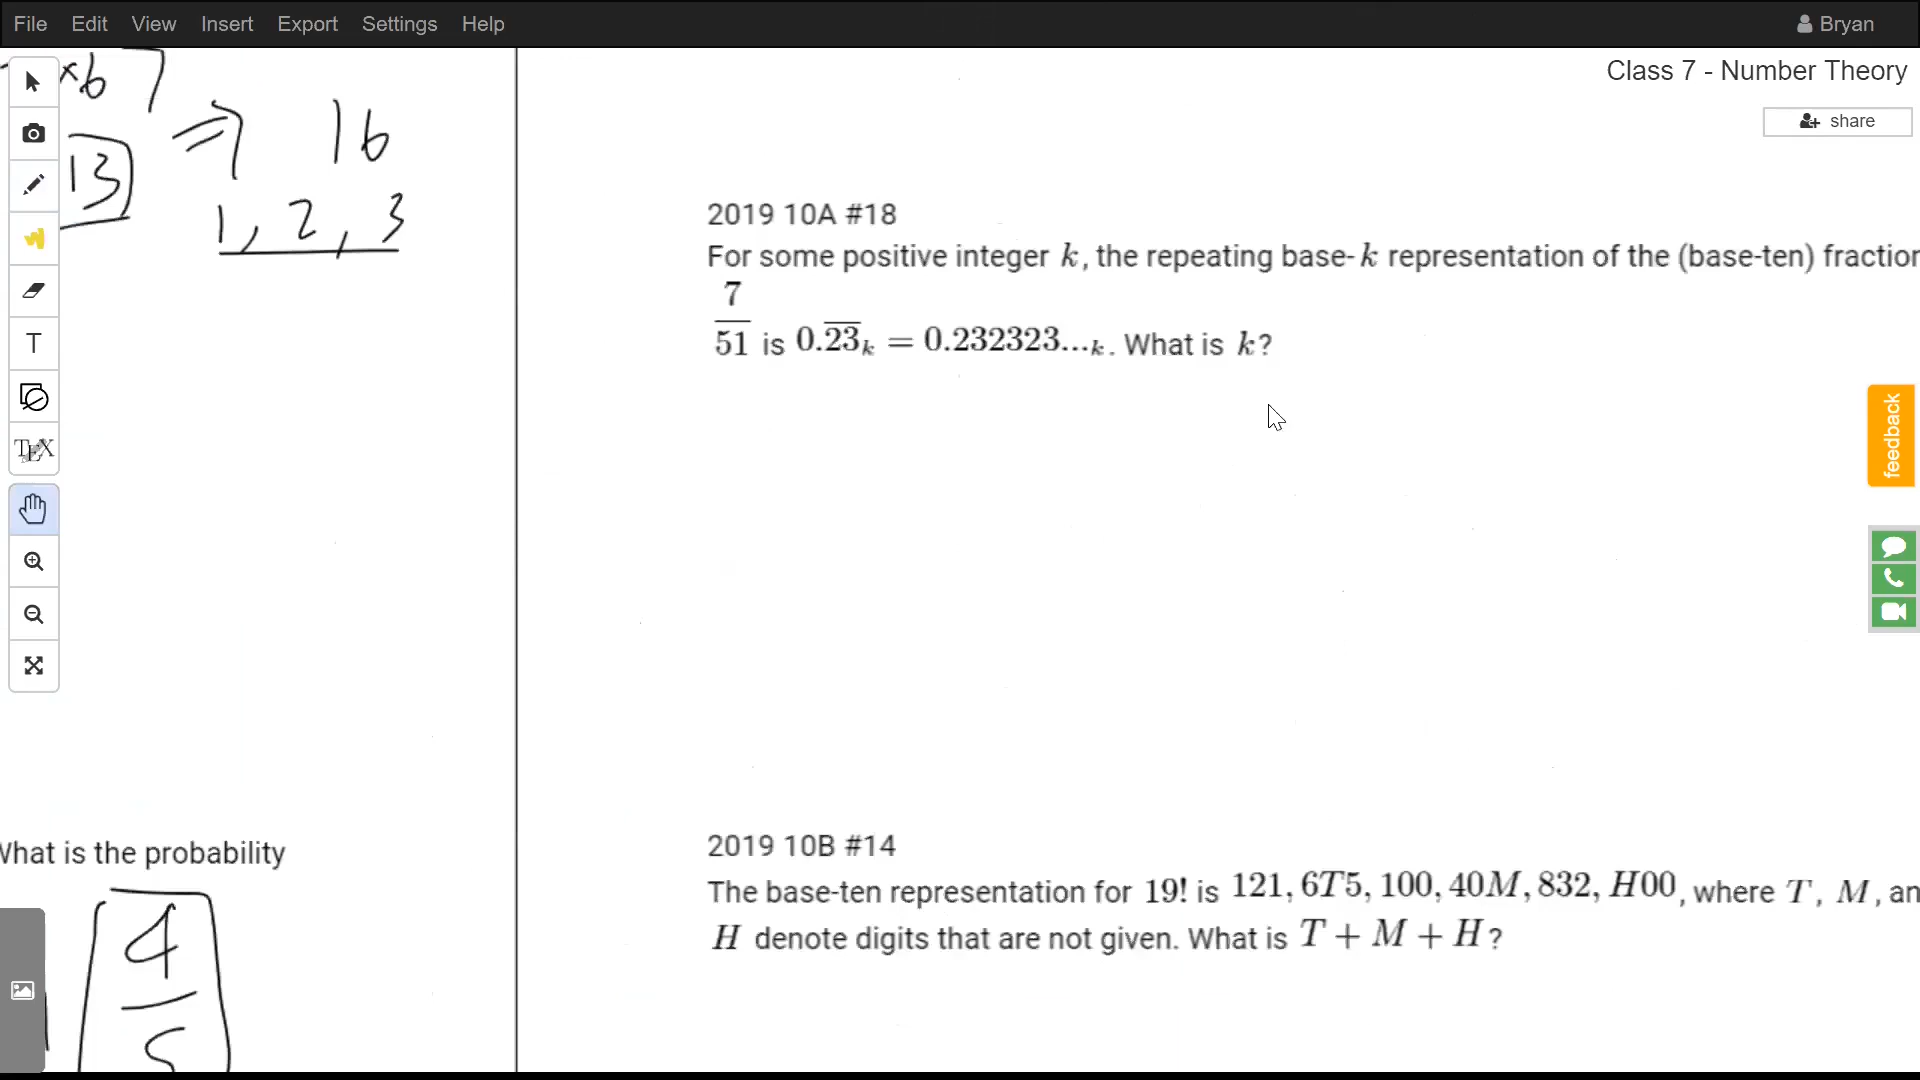 File Edit View Insert Export Settings Help Bryan
Class 7 - Number Theory
share
×6 7
13 ⇒ 16
1, 2, 3
2019 10A #18
For some positive integer k, the repeating base-k representation of the (base-ten) fraction
7/51 is 0.\overline{23}_k = 0.232323..._k. What is k?
T
TEX
feedback
What is the probability
4/5
2019 10B #14
The base-ten representation for 19! is 121, 6T5, 100, 40M, 832, H00, where T, M, an
H denote digits that are not given. What is T + M + H?